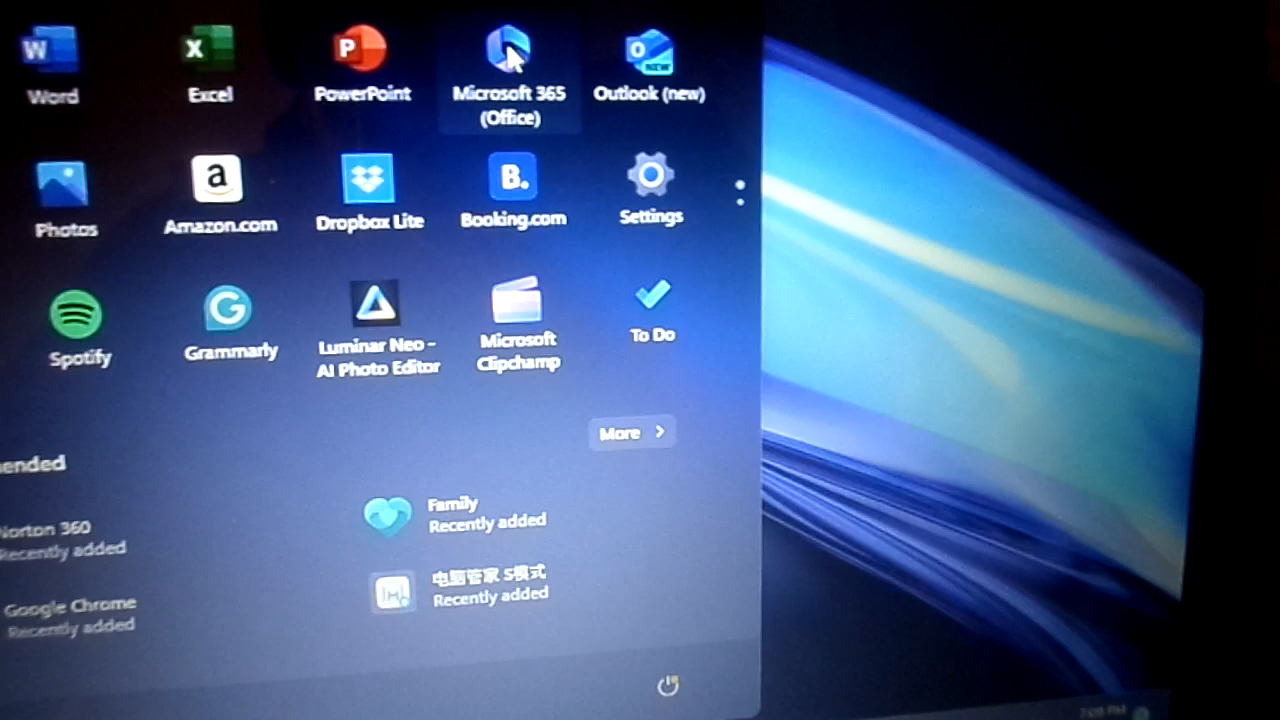 Word
Excel
PowerPoint
Microsoft 365
(Office)
Outlook (new)
NEW
Photos
Amazon.com
Dropbox Lite
B.
Booking.com
Settings
Spotify
Grammarly
Luminar Neo -
AI Photo Editor
Microsoft
Clipchamp
To Do
More
ended
Norton 360
Recently added
Family
Recently added
Google Chrome
Recently added
电脑管家 S模式
Recently added